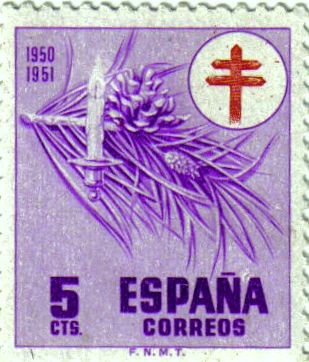 1950
1951
5
CTS.
ESPAÑA
CORREOS
F. N. M. T.